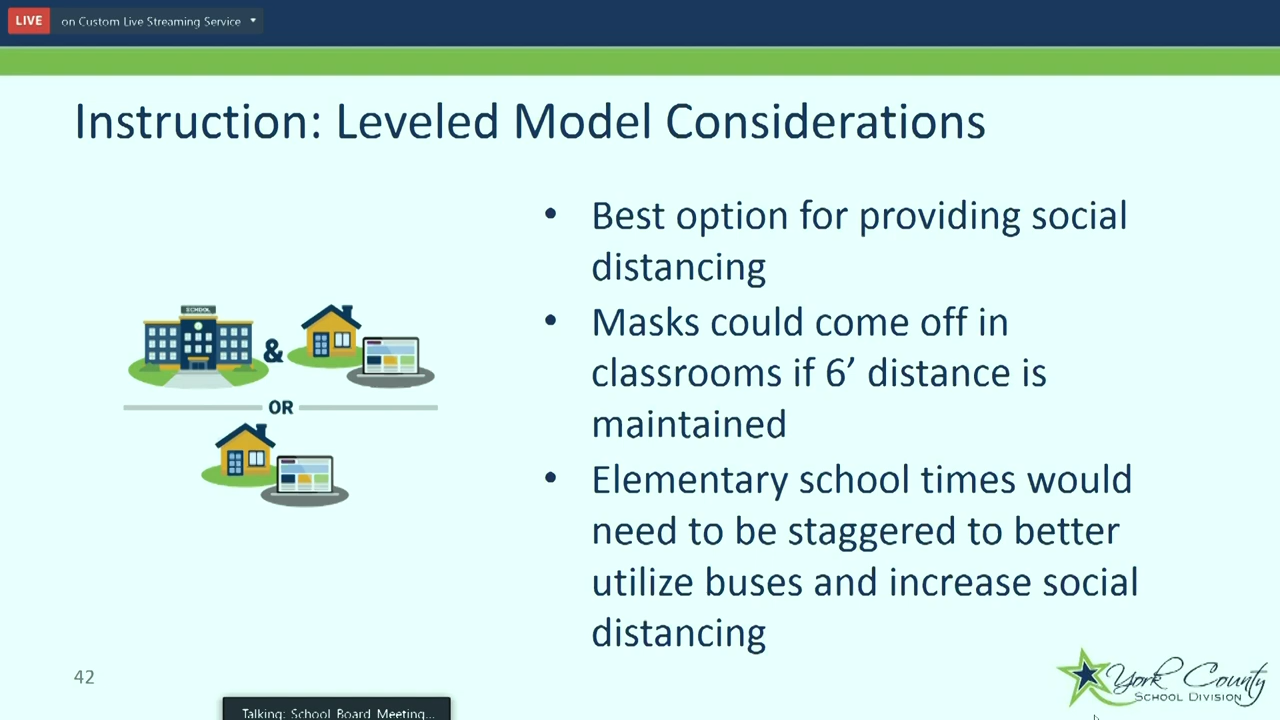 LIVE on Custom Live Streaming Service
Instruction: Leveled Model Considerations
• Best option for providing social
distancing
• Masks could come off in
classrooms if 6’ distance is
maintained
• Elementary school times would
need to be staggered to better
utilize buses and increase social
distancing
SCHOOL
&
OR
42
York County
SCHOOL DIVISION
Talking: School Board Meeting...